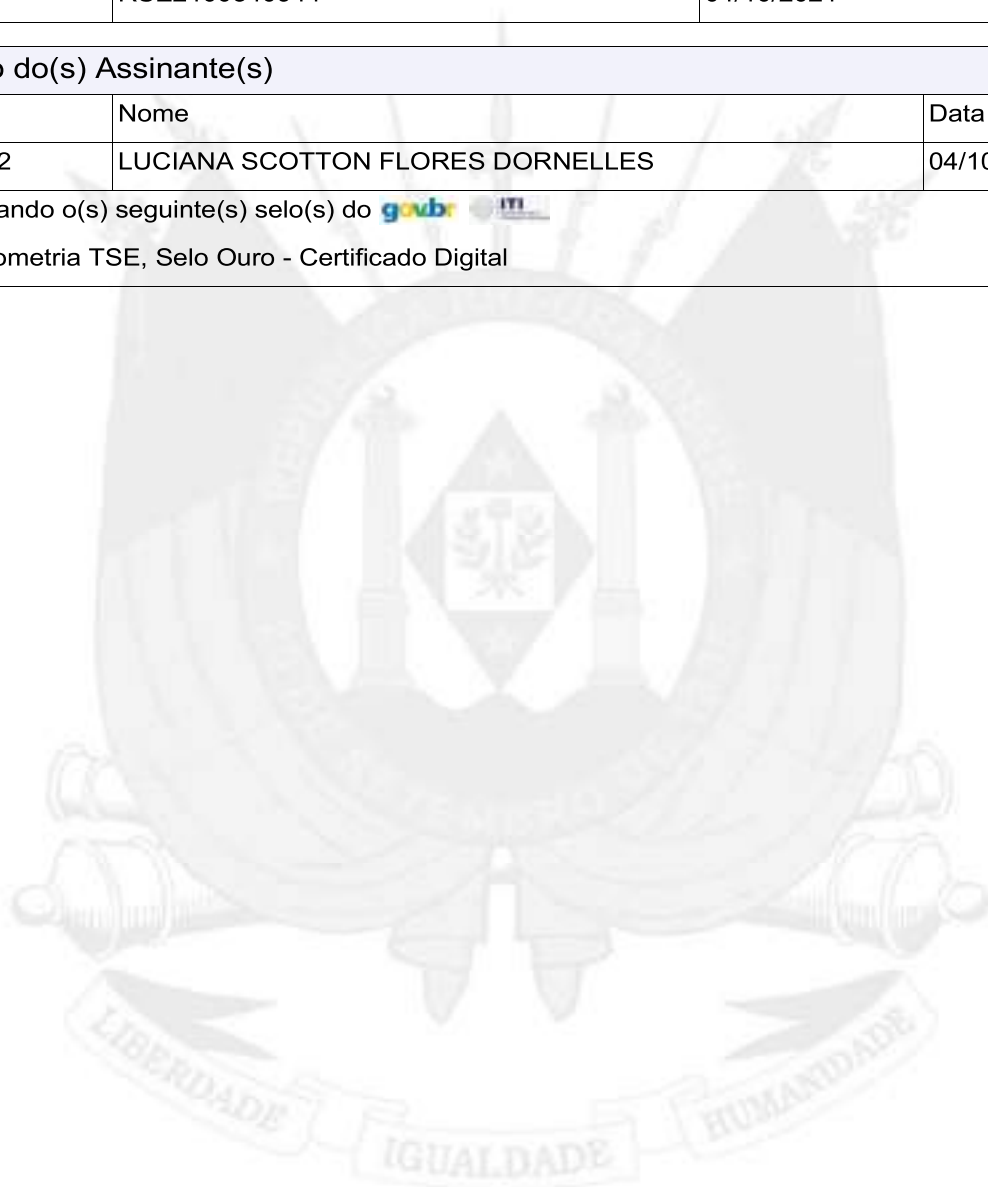 o do(s) Assinante(s)
Nome Data
2 LUCIANA SCOTTON FLORES DORNELLES 04/10
ando o(s) seguinte(s) selo(s) do gov.br ITI
ometria TSE, Selo Ouro - Certificado Digital
LIBERDADE IGUALDADE HUMANIDADE